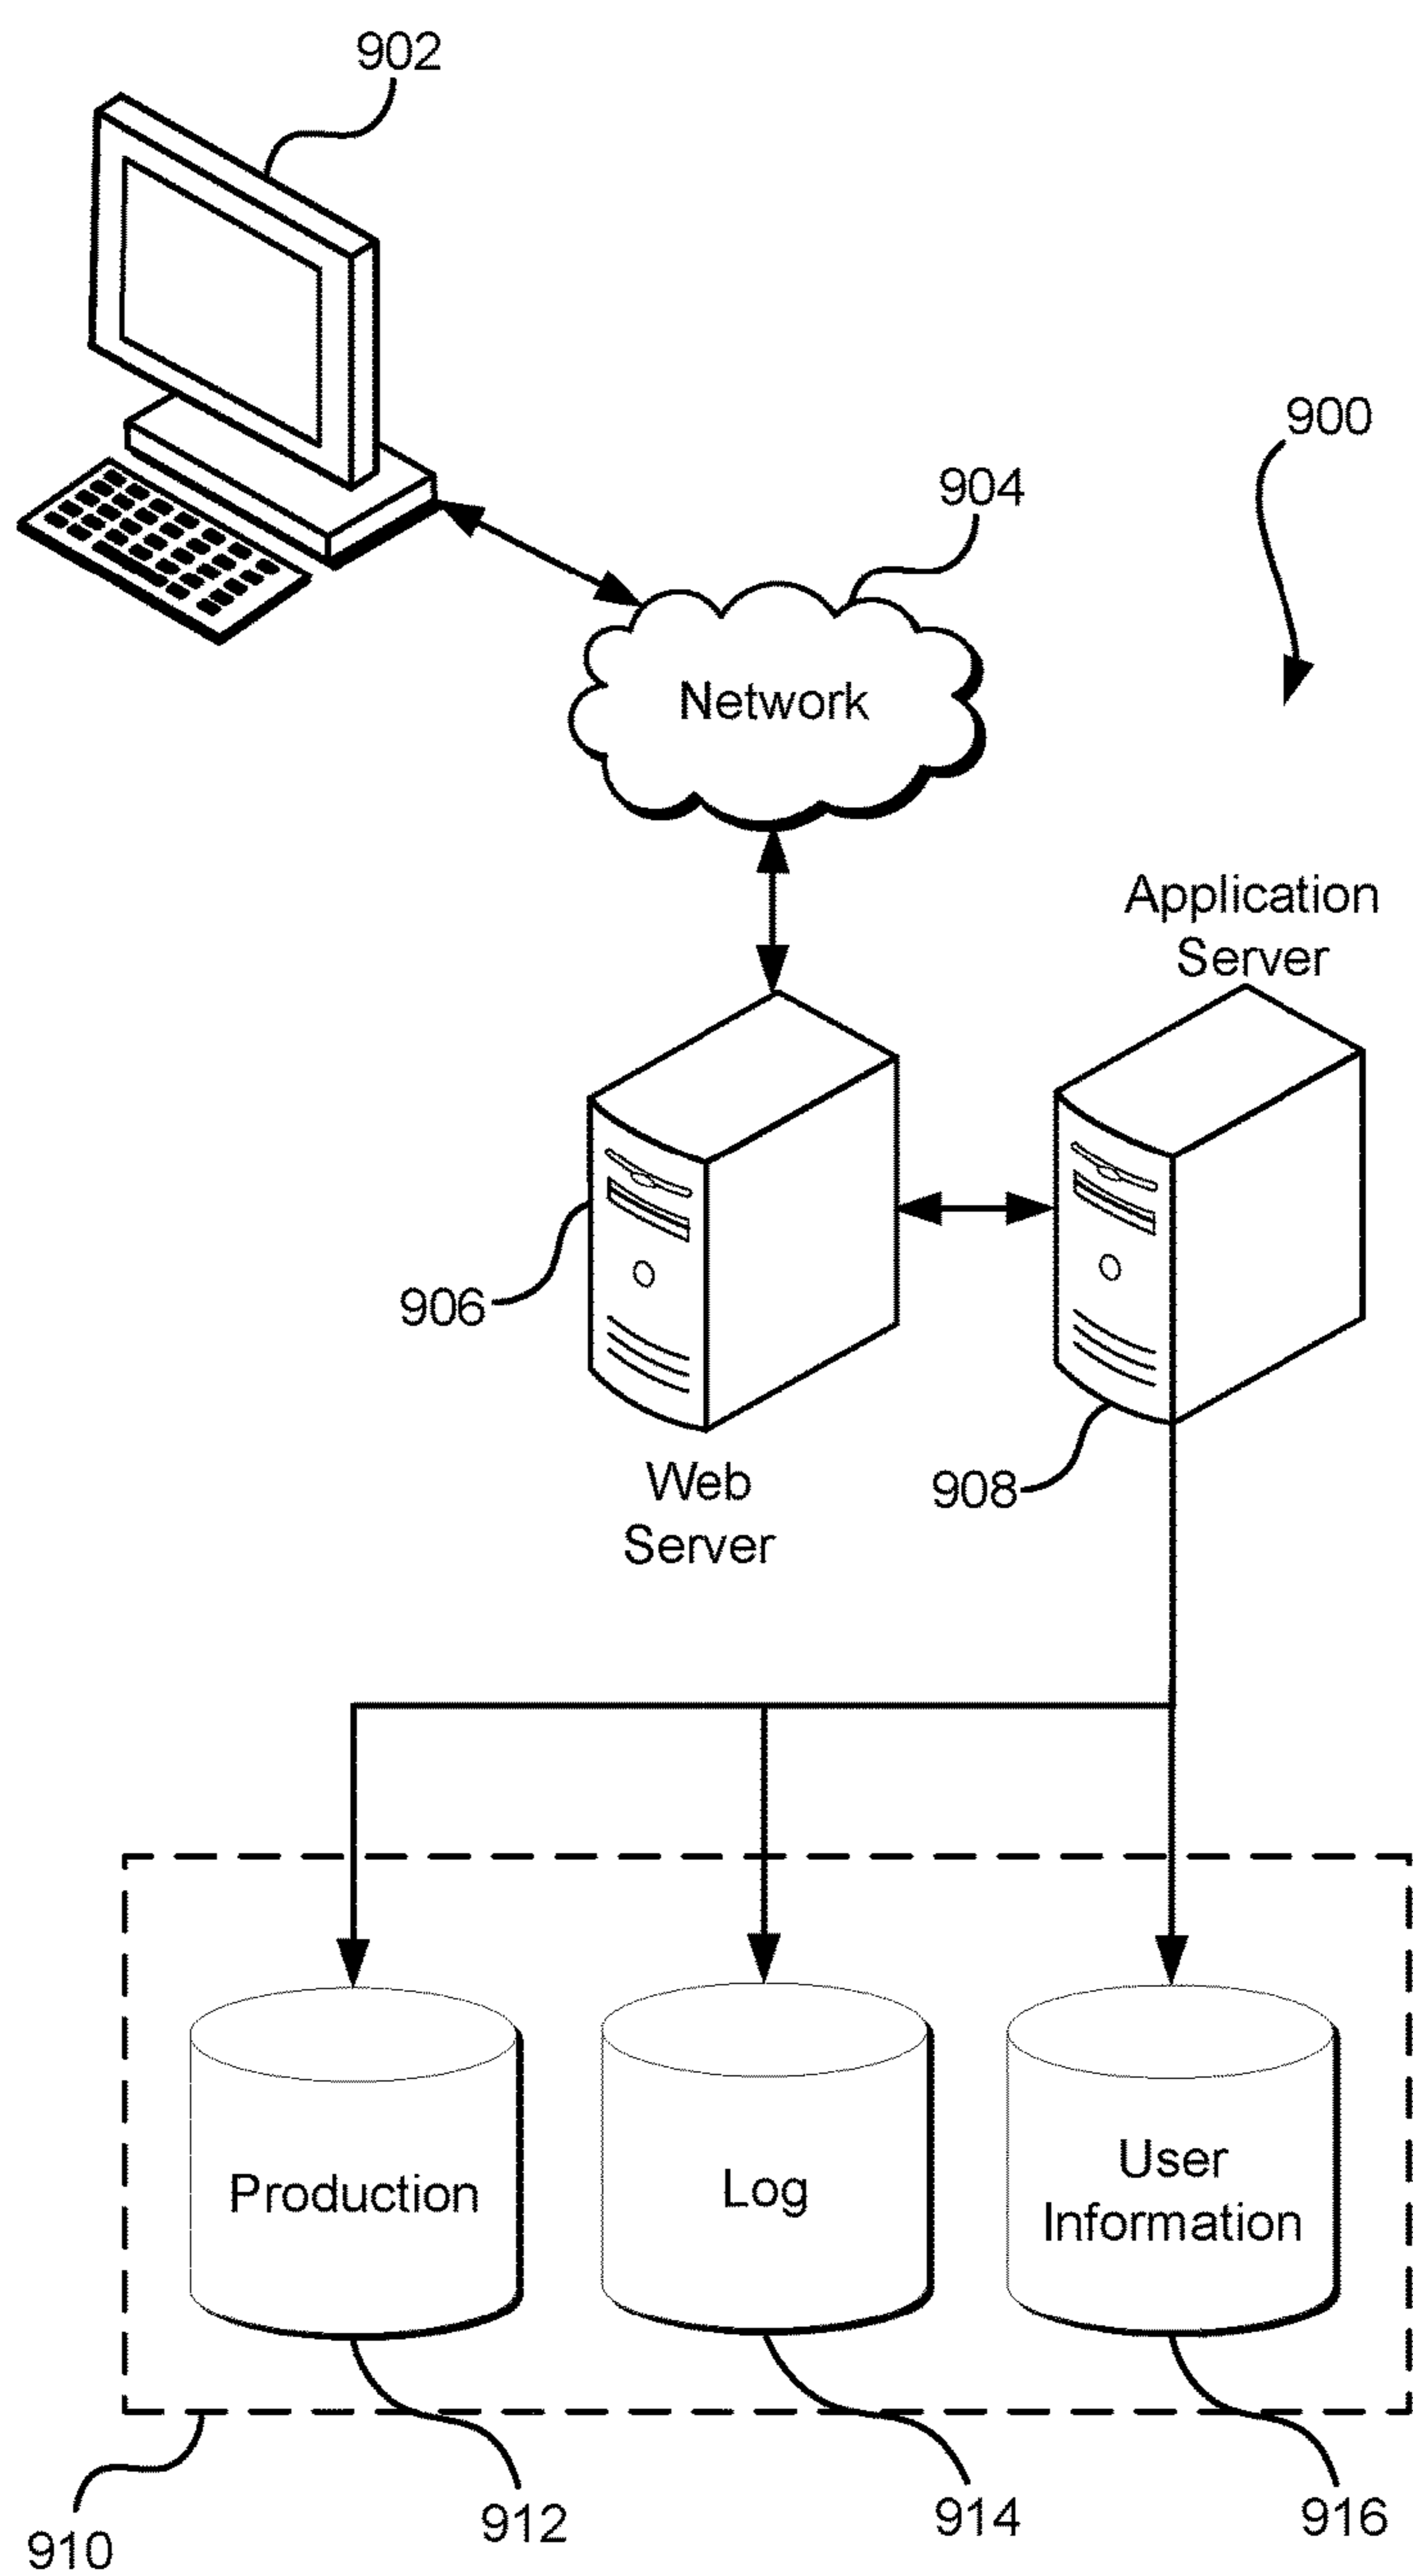 902
900
904
Network
Application
Server
906
908
Web
Server
Production
Log
User
Information
910
912
914
916